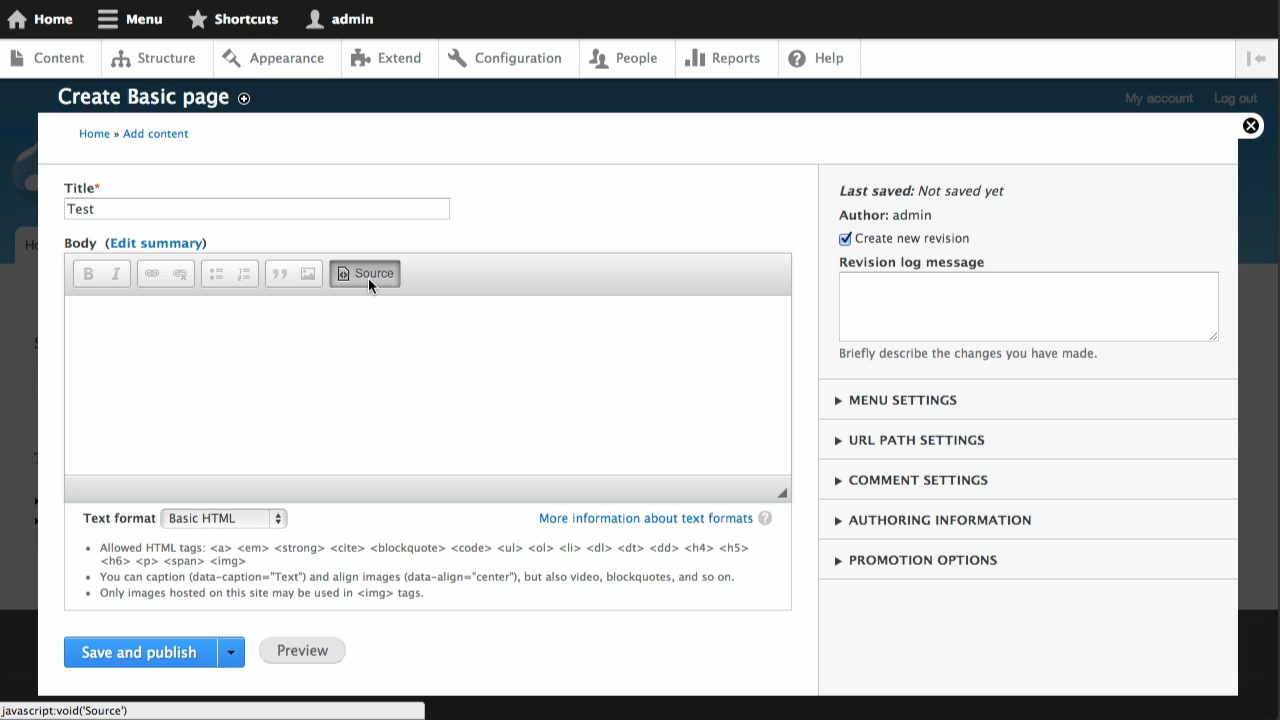 Home Menu Shortcuts admin
Content Structure Appearance Extend Configuration People Reports Help
Create Basic page
My account Log out
Home » Add content
Title*
Test
Body (Edit summary)
B I Source
Text format Basic HTML
More information about text formats ?
Allowed HTML tags: <a> <em> <strong> <cite> <blockquote> <code> <ul> <ol> <li> <dl> <dt> <dd> <h4> <h5>
<h6> <p> <span> <img>
You can caption (data-caption="Text") and align images (data-align="center"), but also video, blockquotes, and so on.
Only images hosted on this site may be used in <img> tags.
Save and publish Preview
Last saved: Not saved yet
Author: admin
Create new revision
Revision log message
Briefly describe the changes you have made.
MENU SETTINGS
URL PATH SETTINGS
COMMENT SETTINGS
AUTHORING INFORMATION
PROMOTION OPTIONS
javascript:void('Source')